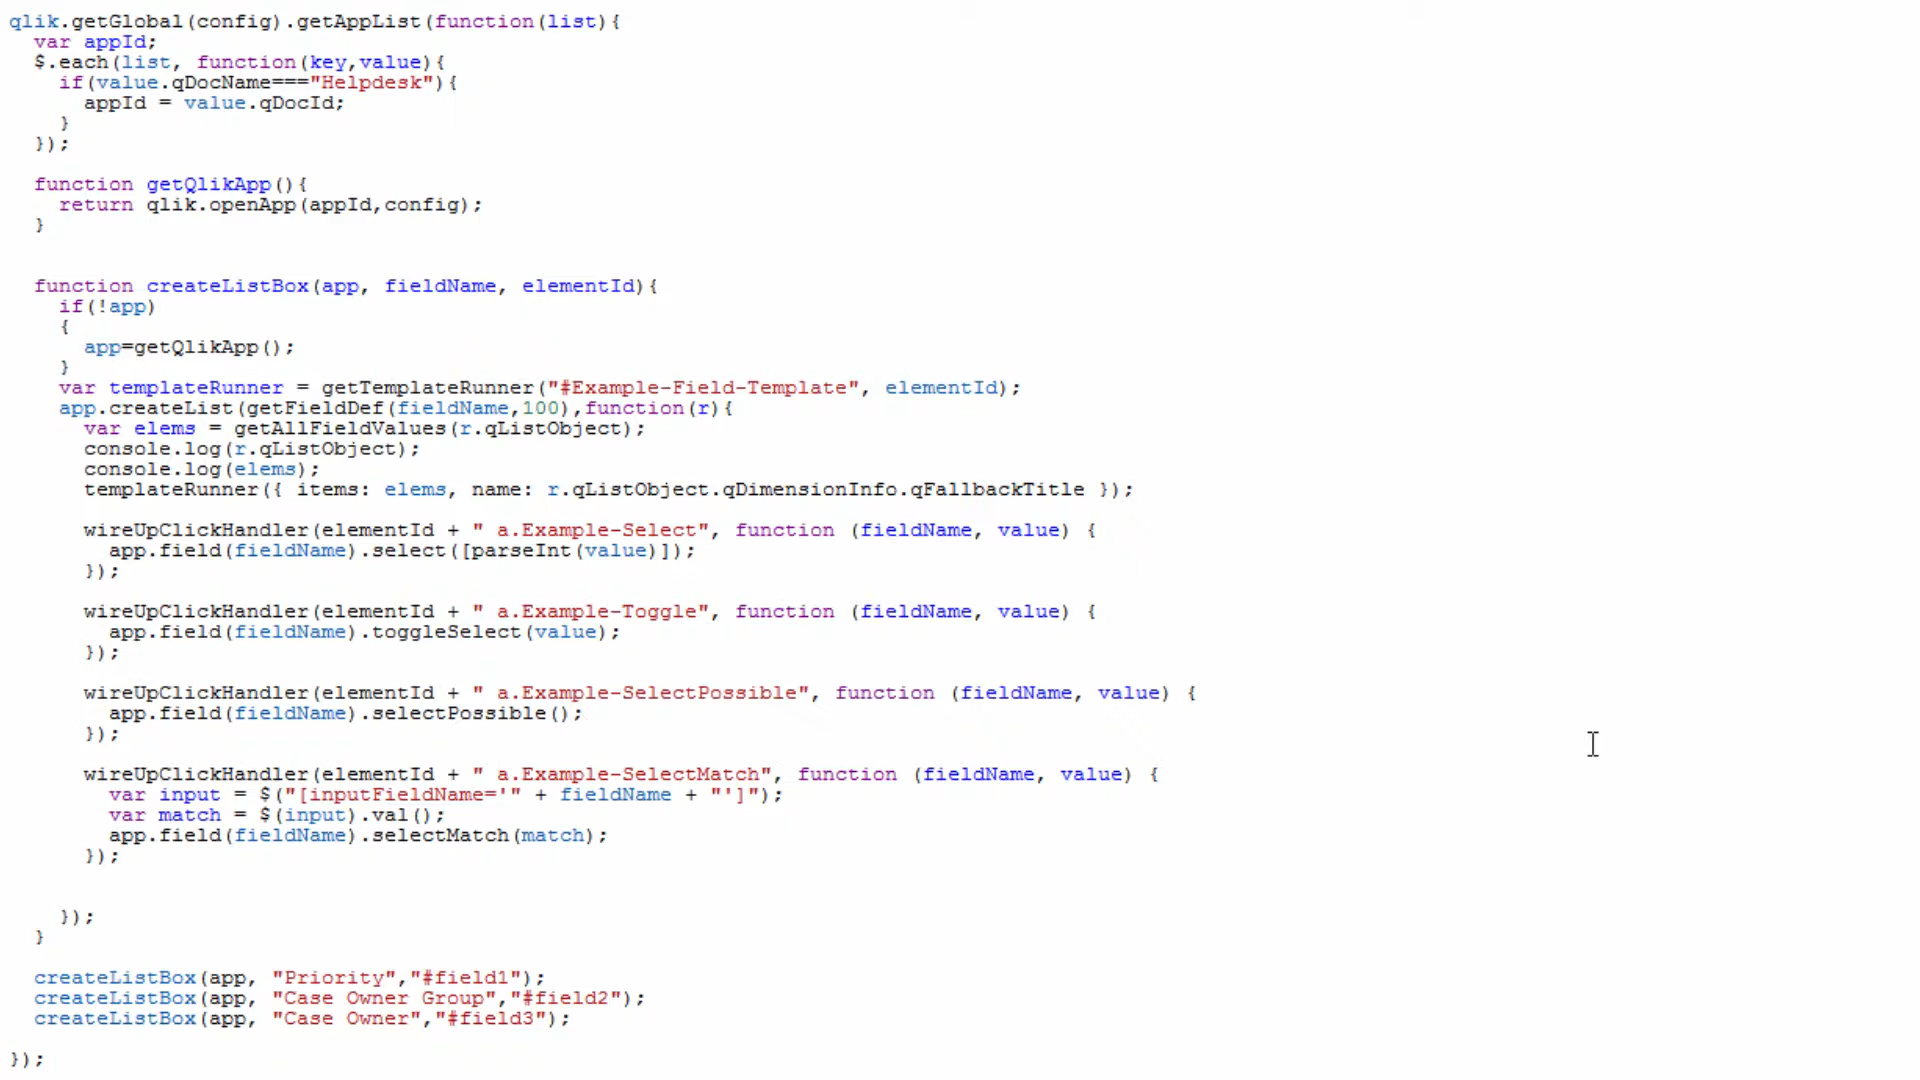 qlik.getGlobal(config).getAppList(function(list){
  var appId;
  $.each(list, function(key,value){
    if(value.qDocName==="Helpdesk"){
      appId = value.qDocId;
    }
  });

  function getQlikApp(){
    return qlik.openApp(appId,config);
  }


  function createListBox(app, fieldName, elementId){
    if(!app)
    {
      app=getQlikApp();
    }
    var templateRunner = getTemplateRunner("#Example-Field-Template", elementId);
    app.createList(getFieldDef(fieldName,100),function(r){
      var elems = getAllFieldValues(r.qListObject);
      console.log(r.qListObject);
      console.log(elems);
      templateRunner({ items: elems, name: r.qListObject.qDimensionInfo.qFallbackTitle });

      wireUpClickHandler(elementId + " a.Example-Select", function (fieldName, value) {
        app.field(fieldName).select([parseInt(value)]);
      });

      wireUpClickHandler(elementId + " a.Example-Toggle", function (fieldName, value) {
        app.field(fieldName).toggleSelect(value);
      });

      wireUpClickHandler(elementId + " a.Example-SelectPossible", function (fieldName, value) {
        app.field(fieldName).selectPossible();
      });

      wireUpClickHandler(elementId + " a.Example-SelectMatch", function (fieldName, value) {
        var input = $("[inputFieldName='" + fieldName + "']");
        var match = $(input).val();
        app.field(fieldName).selectMatch(match);
      });


    });
  }

  createListBox(app, "Priority","#field1");
  createListBox(app, "Case Owner Group","#field2");
  createListBox(app, "Case Owner","#field3");

});